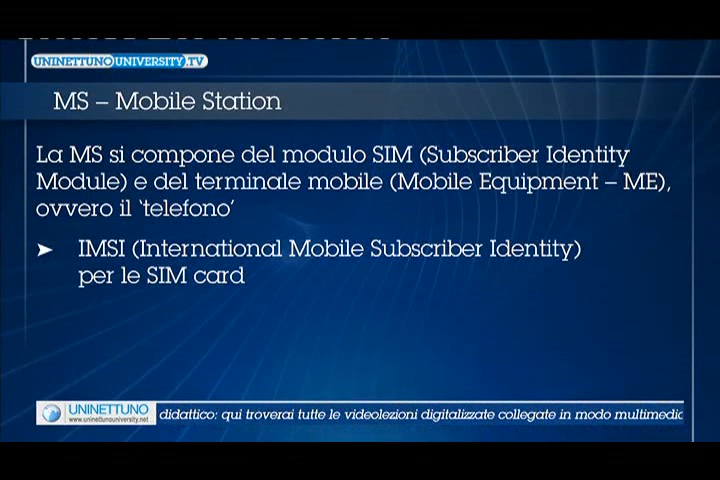 UNINETTUNOUNIVERSITY.TV
MS – Mobile Station
La MS si compone del modulo SIM (Subscriber Identity
Module) e del terminale mobile (Mobile Equipment – ME),
ovvero il ‘telefono’
➤ IMSI (International Mobile Subscriber Identity)
per le SIM card
UNINETTUNO
www.uninettunouniversity.net
didattico: qui troverai tutte le videolezioni digitalizzate collegate in modo